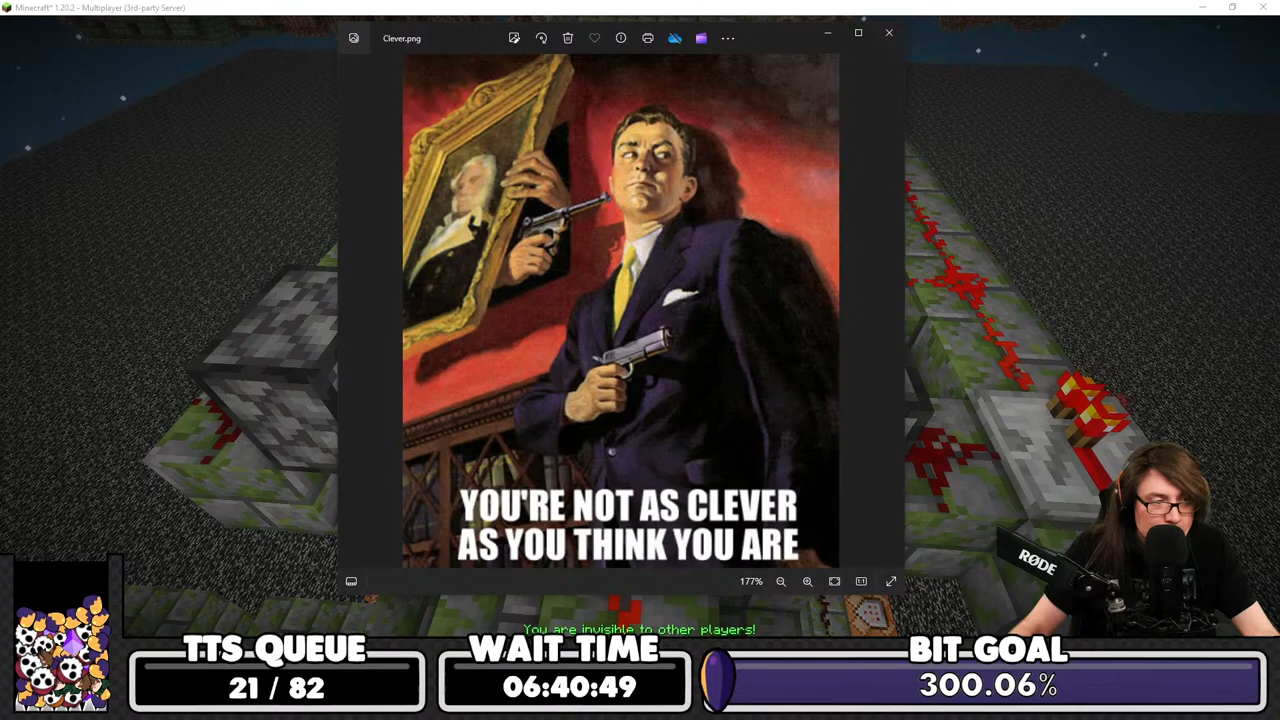 Minecraft* 1.20.2 - Multiplayer (3rd-party Server)
Clever.png
YOU'RE NOT AS CLEVER
AS YOU THINK YOU ARE
177%
1:1
RØDE
You are invisible to other players!
TTS QUEUE
21 / 82
WAIT TIME
06:40:49
BIT GOAL
300.06%